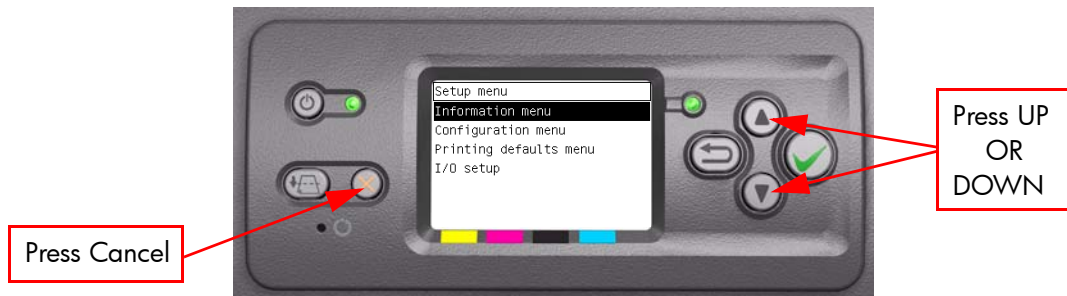 Setup menu
Information menu
Configuration menu
Printing defaults menu
I/O setup
Press UP
OR
DOWN
Press Cancel